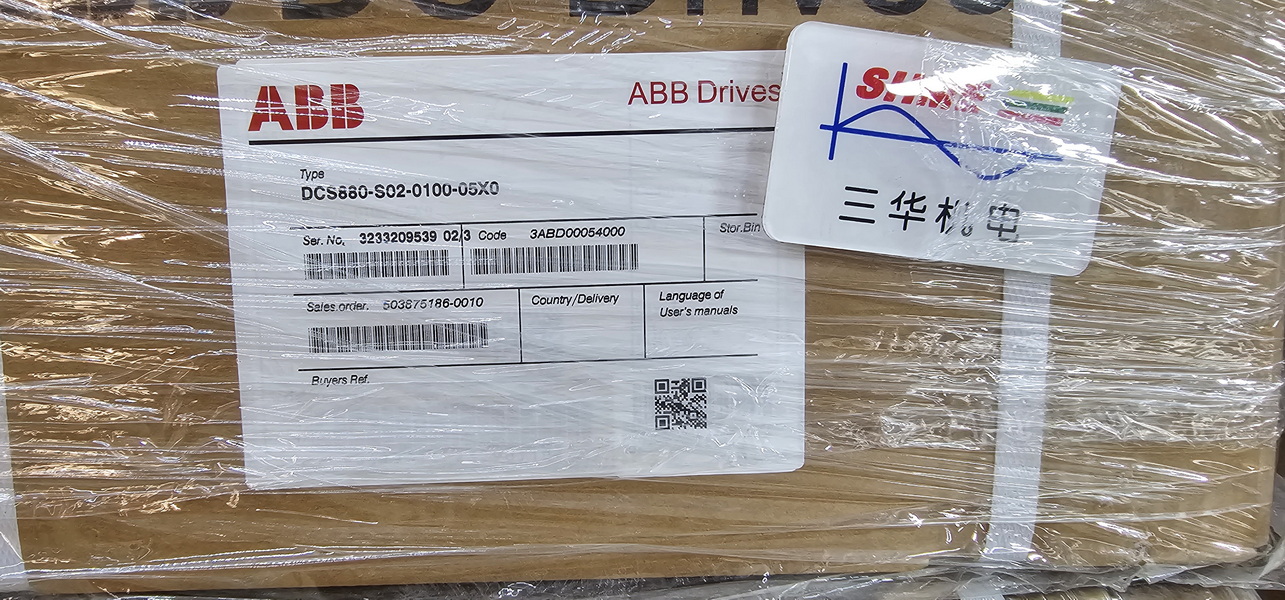 ABB
ABB Drives
Type
DCS880-S02-0100-05X0
Ser. No. 3233209539 02/3
Code 3ABD00054000
Stor.Bin
Sales order. 503675186-0010
Country/Delivery
Language of
User's manuals
Buyers Ref.
三华机电